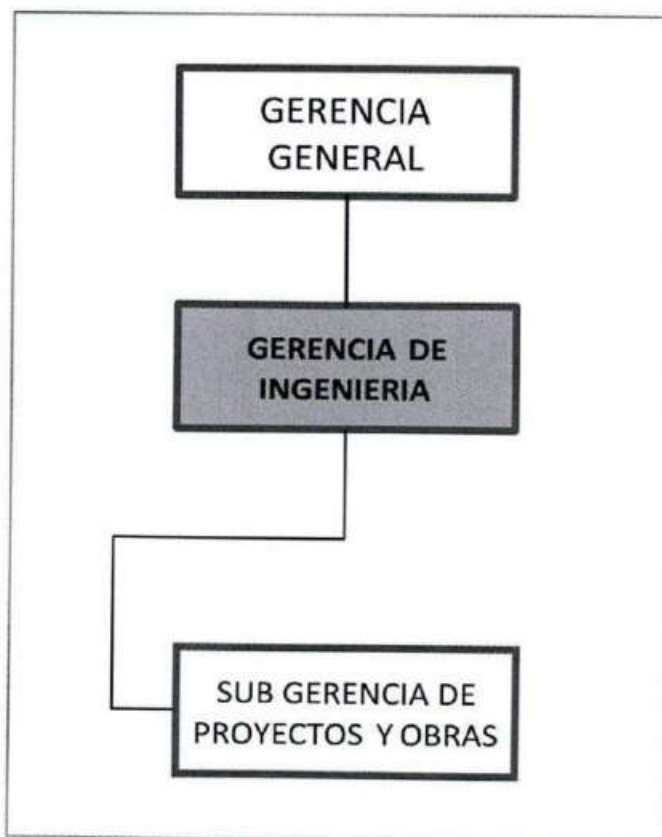 GERENCIA
GENERAL
GERENCIA DE
INGENIERIA
SUB GERENCIA DE
PROYECTOS Y OBRAS